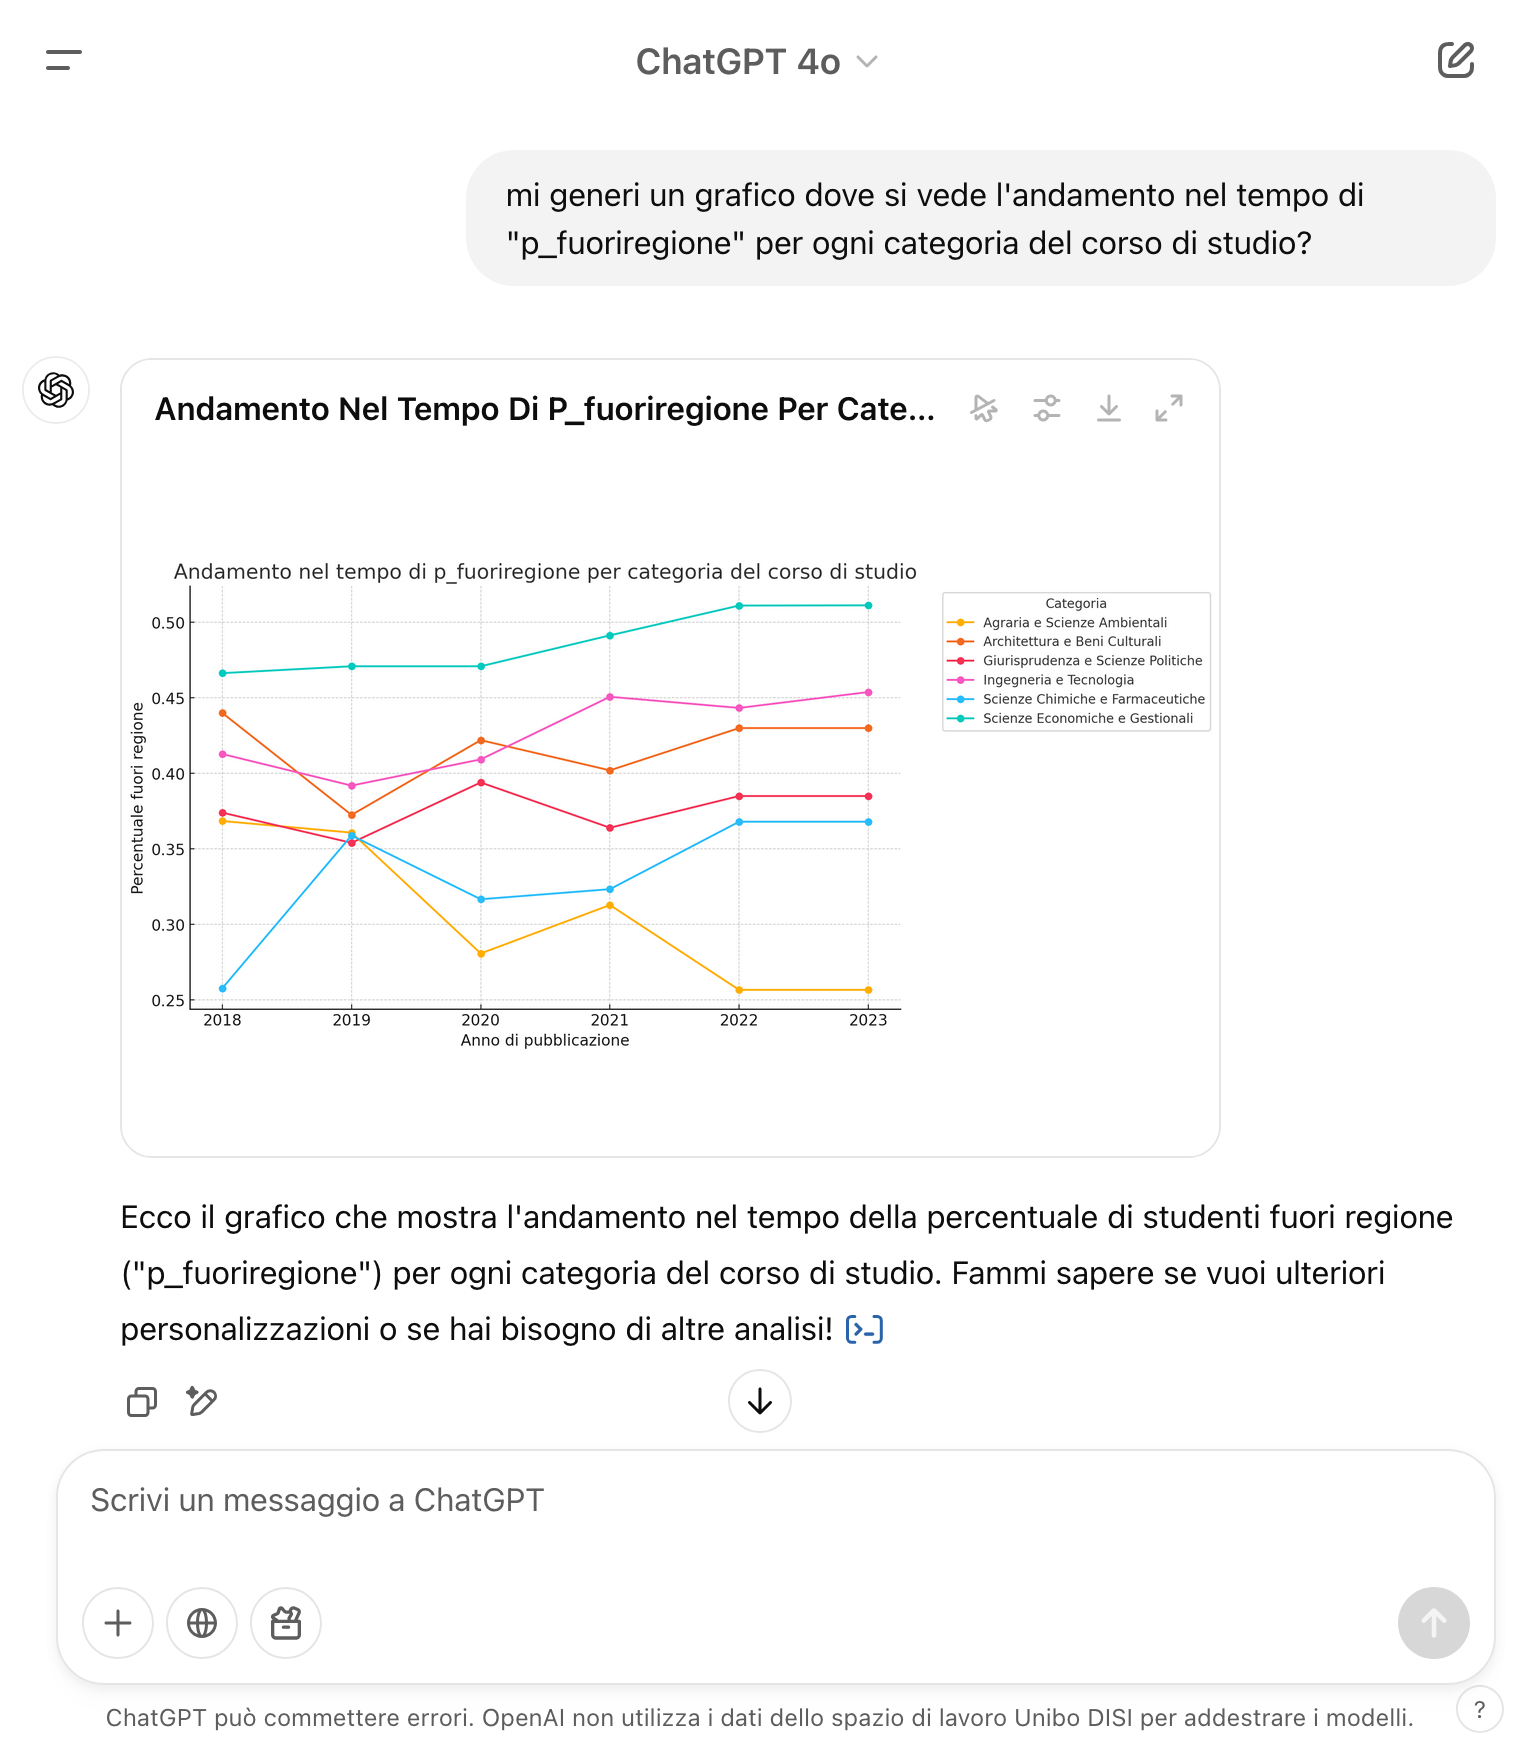 ChatGPT 4o
mi generi un grafico dove si vede l'andamento nel tempo di
"p_fuoriregione" per ogni categoria del corso di studio?
Andamento Nel Tempo Di P_fuoriregione Per Cate...
Andamento nel tempo di p_fuoriregione per categoria del corso di studio
Percentuale fuori regione
0.50
0.45
0.40
0.35
0.30
0.25
2018 2019 2020 2021 2022 2023
Anno di pubblicazione
Categoria
Agraria e Scienze Ambientali
Architettura e Beni Culturali
Giurisprudenza e Scienze Politiche
Ingegneria e Tecnologia
Scienze Chimiche e Farmaceutiche
Scienze Economiche e Gestionali
Ecco il grafico che mostra l'andamento nel tempo della percentuale di studenti fuori regione
("p_fuoriregione") per ogni categoria del corso di studio. Fammi sapere se vuoi ulteriori
personalizzazioni o se hai bisogno di altre analisi!
Scrivi un messaggio a ChatGPT
ChatGPT può commettere errori. OpenAI non utilizza i dati dello spazio di lavoro Unibo DISI per addestrare i modelli.
?